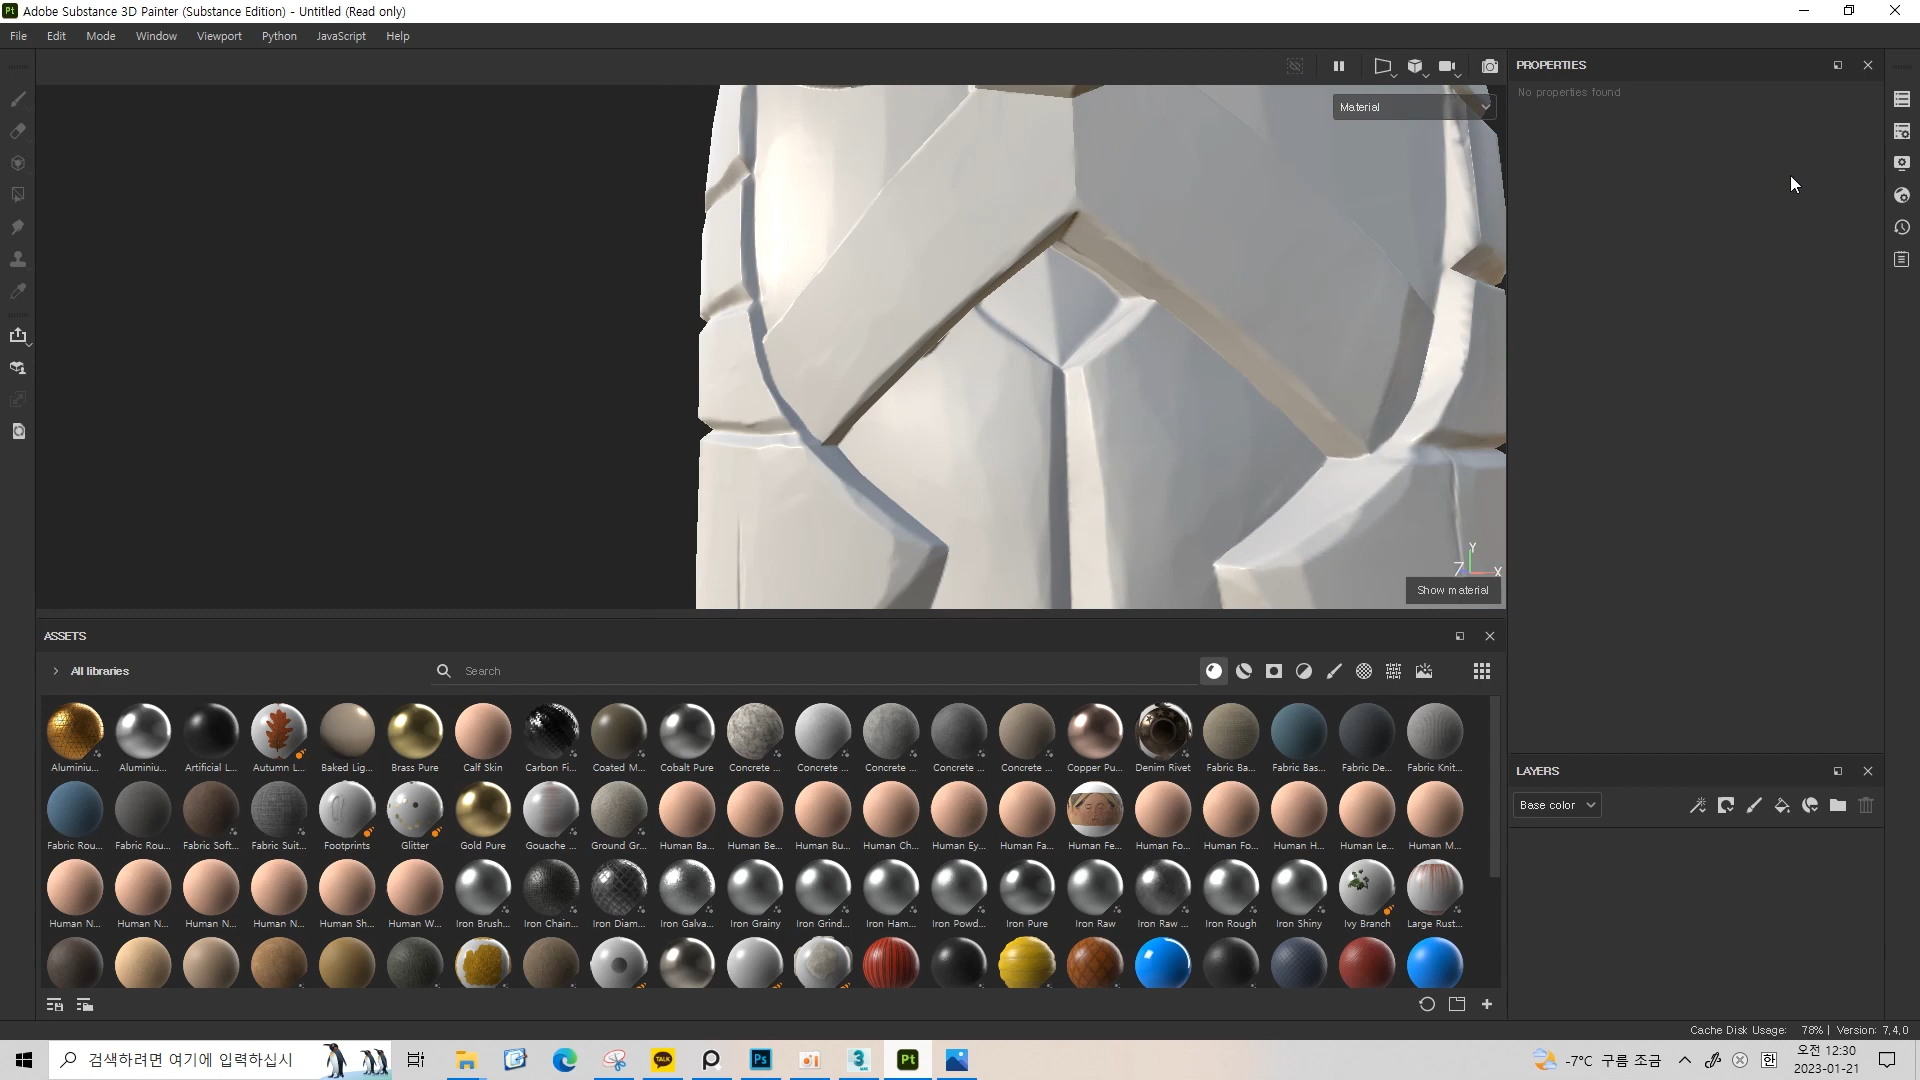 Pt Adobe Substance 3D Painter (Substance Edition) - Untitled (Read only)
File Edit Mode Window Viewport Python JavaScript Help
PROPERTIES
No properties found
Material
Y
Z X
Show material
ASSETS
All libraries
Search
Aluminiu... Aluminiu... Artificial L... Autumn L... Baked Lig... Brass Pure Calf Skin Carbon Fi... Coated M... Cobalt Pure Concrete ... Concrete ... Concrete ... Concrete ... Concrete ... Copper Pu... Denim Rivet Fabric Ba... Fabric Bas... Fabric De... Fabric Knit...
Fabric Rou... Fabric Rou... Fabric Soft... Fabric Suit... Footprints Glitter Gold Pure Gouache ... Ground Gr... Human Ba... Human Be... Human Bu... Human Ch... Human Ey... Human Fa... Human Fe... Human Fo... Human Fo... Human H... Human Le... Human M...
Human N... Human N... Human N... Human N... Human Sh... Human W... Iron Brush... Iron Chain... Iron Diam... Iron Galva... Iron Grainy Iron Grind... Iron Ham... Iron Powd... Iron Pure Iron Raw Iron Raw ... Iron Rough Iron Shiny Ivy Branch Large Rust...
LAYERS
Base color
Cache Disk Usage: 78% | Version: 7.4.0
검색하려면 여기에 입력하십시
TALK
Ps
3
Pt
-7°C 구름 조금
한
오전 12:30
2023-01-21